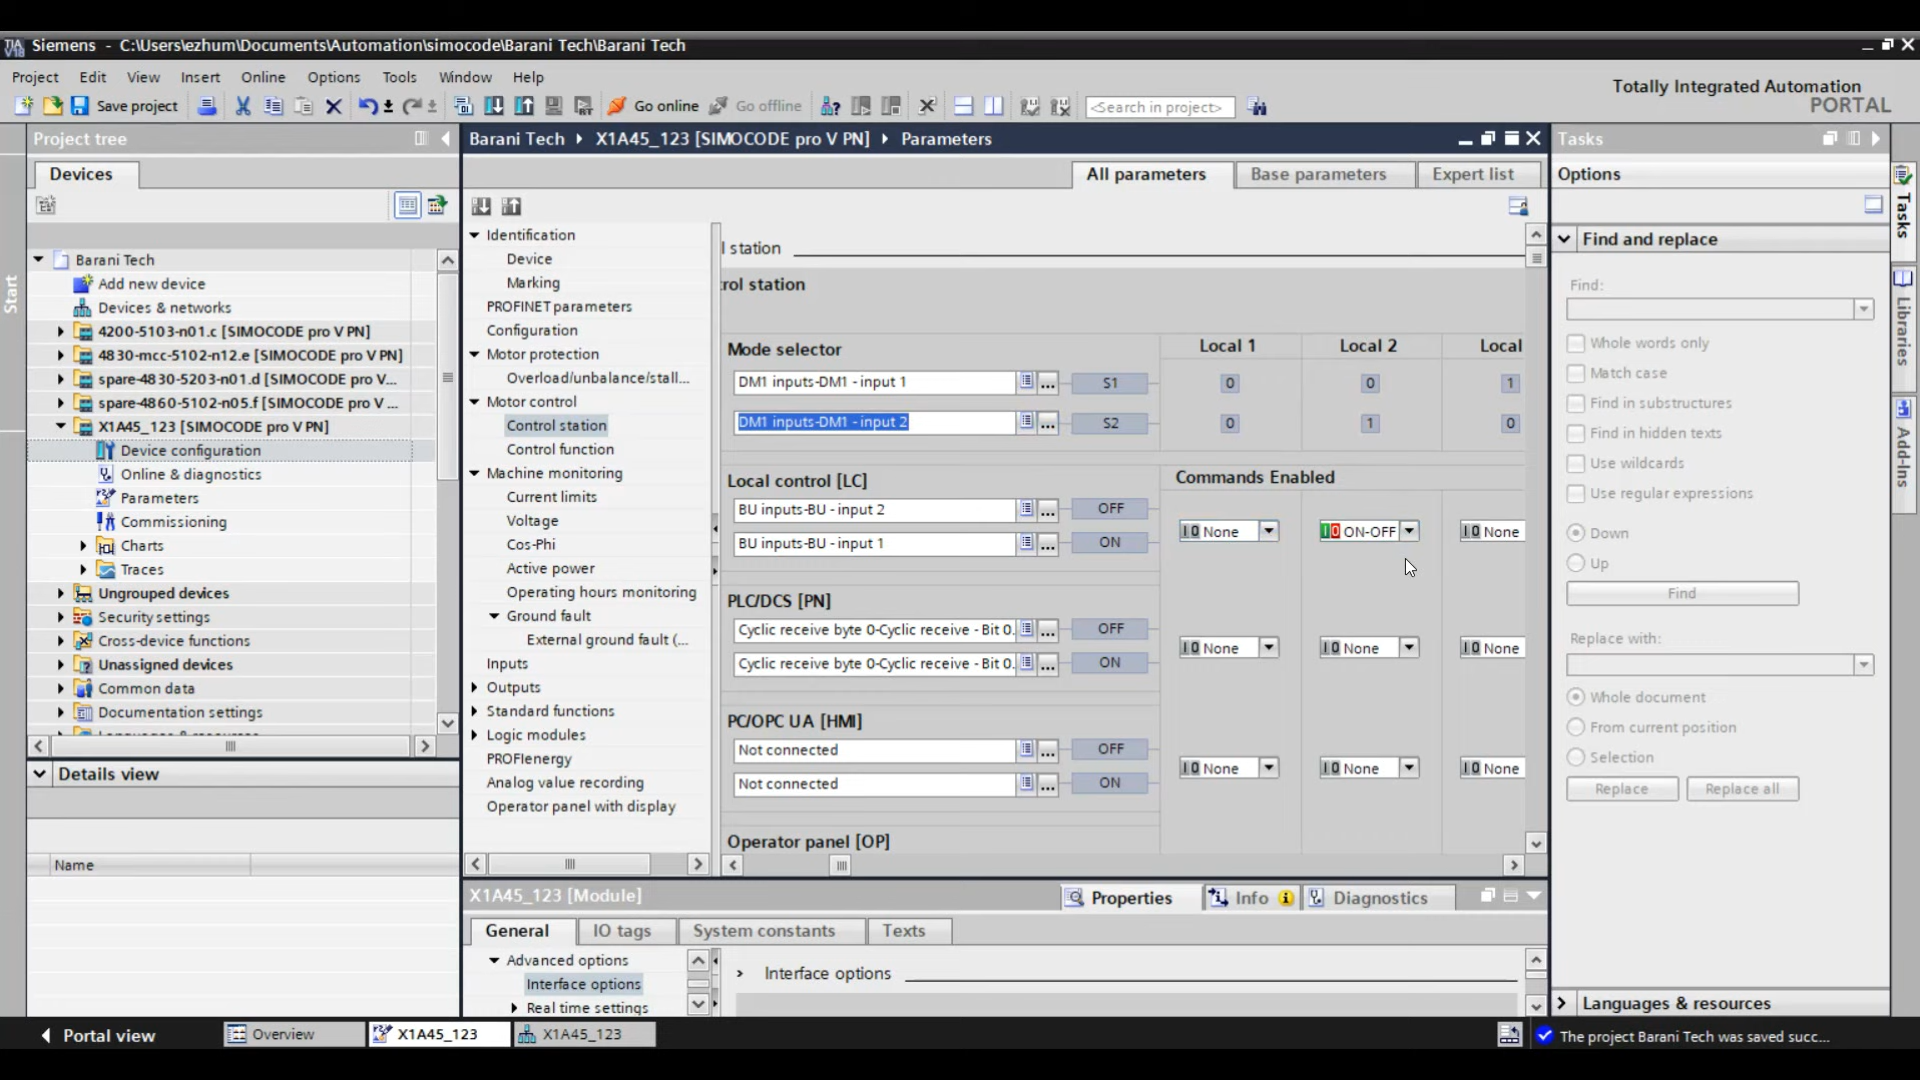 Siemens - C:\Users\ezhum\Documents\Automation\simocode\Barani Tech\Barani Tech
Project Edit View Insert Online Options Tools Window Help
Totally Integrated Automation
PORTAL
Save project
Go online
Go offline
<Search in project>
Project tree
Devices
Start
Barani Tech
Add new device
Devices & networks
4200-5103-n01.c [SIMOCODE pro V PN]
4830-mcc-5102-n12.e [SIMOCODE pro V PN]
spare-4830-5203-n01.d [SIMOCODE pro V...
spare-4860-5102-n05.f [SIMOCODE pro V ...
X1A45_123 [SIMOCODE pro V PN]
Device configuration
Online & diagnostics
Parameters
Commissioning
Charts
Traces
Ungrouped devices
Security settings
Cross-device functions
Unassigned devices
Common data
Documentation settings
Details view
Name
Barani Tech X1A45_123 [SIMOCODE pro V PN] Parameters
All parameters
Base parameters
Expert list
Identification
Device
Marking
PROFINET parameters
Configuration
Motor protection
Overload/unbalance/stall...
Motor control
Control station
Control function
Machine monitoring
Current limits
Voltage
Cos-Phi
Active power
Operating hours monitoring
Ground fault
External ground fault (...
Inputs
Outputs
Standard functions
Logic modules
PROFIenergy
Analog value recording
Operator panel with display
l station
rol station
Mode selector Local 1 Local 2 Local
DM1 inputs-DM1 - input 1 ... S1 0 0 1
DM1 inputs-DM1 - input 2 ... S2 0 1 0
Local control [LC] Commands Enabled
BU inputs-BU - input 2 ... OFF
I 0 None I 0 ON-OFF I 0 None
BU inputs-BU - input 1 ... ON
PLC/DCS [PN]
Cyclic receive byte 0-Cyclic receive - Bit 0. ... OFF
I 0 None I 0 None I 0 None
Cyclic receive byte 0-Cyclic receive - Bit 0. ... ON
PC/OPC UA [HMI]
Not connected ... OFF
I 0 None I 0 None I 0 None
Not connected ... ON
Operator panel [OP]
X1A45_123 [Module]
Properties
Info
Diagnostics
General
IO tags
System constants
Texts
Advanced options
Interface options
Real time settings
Interface options
Tasks
Options
Find and replace
Find:
Whole words only
Match case
Find in substructures
Find in hidden texts
Use wildcards
Use regular expressions
Down
Up
Find
Replace with:
Whole document
From current position
Selection
Replace
Replace all
Languages & resources
Tasks
Libraries
Add-Ins
Portal view
Overview
X1A45_123
X1A45_123
The project Barani Tech was saved succ...